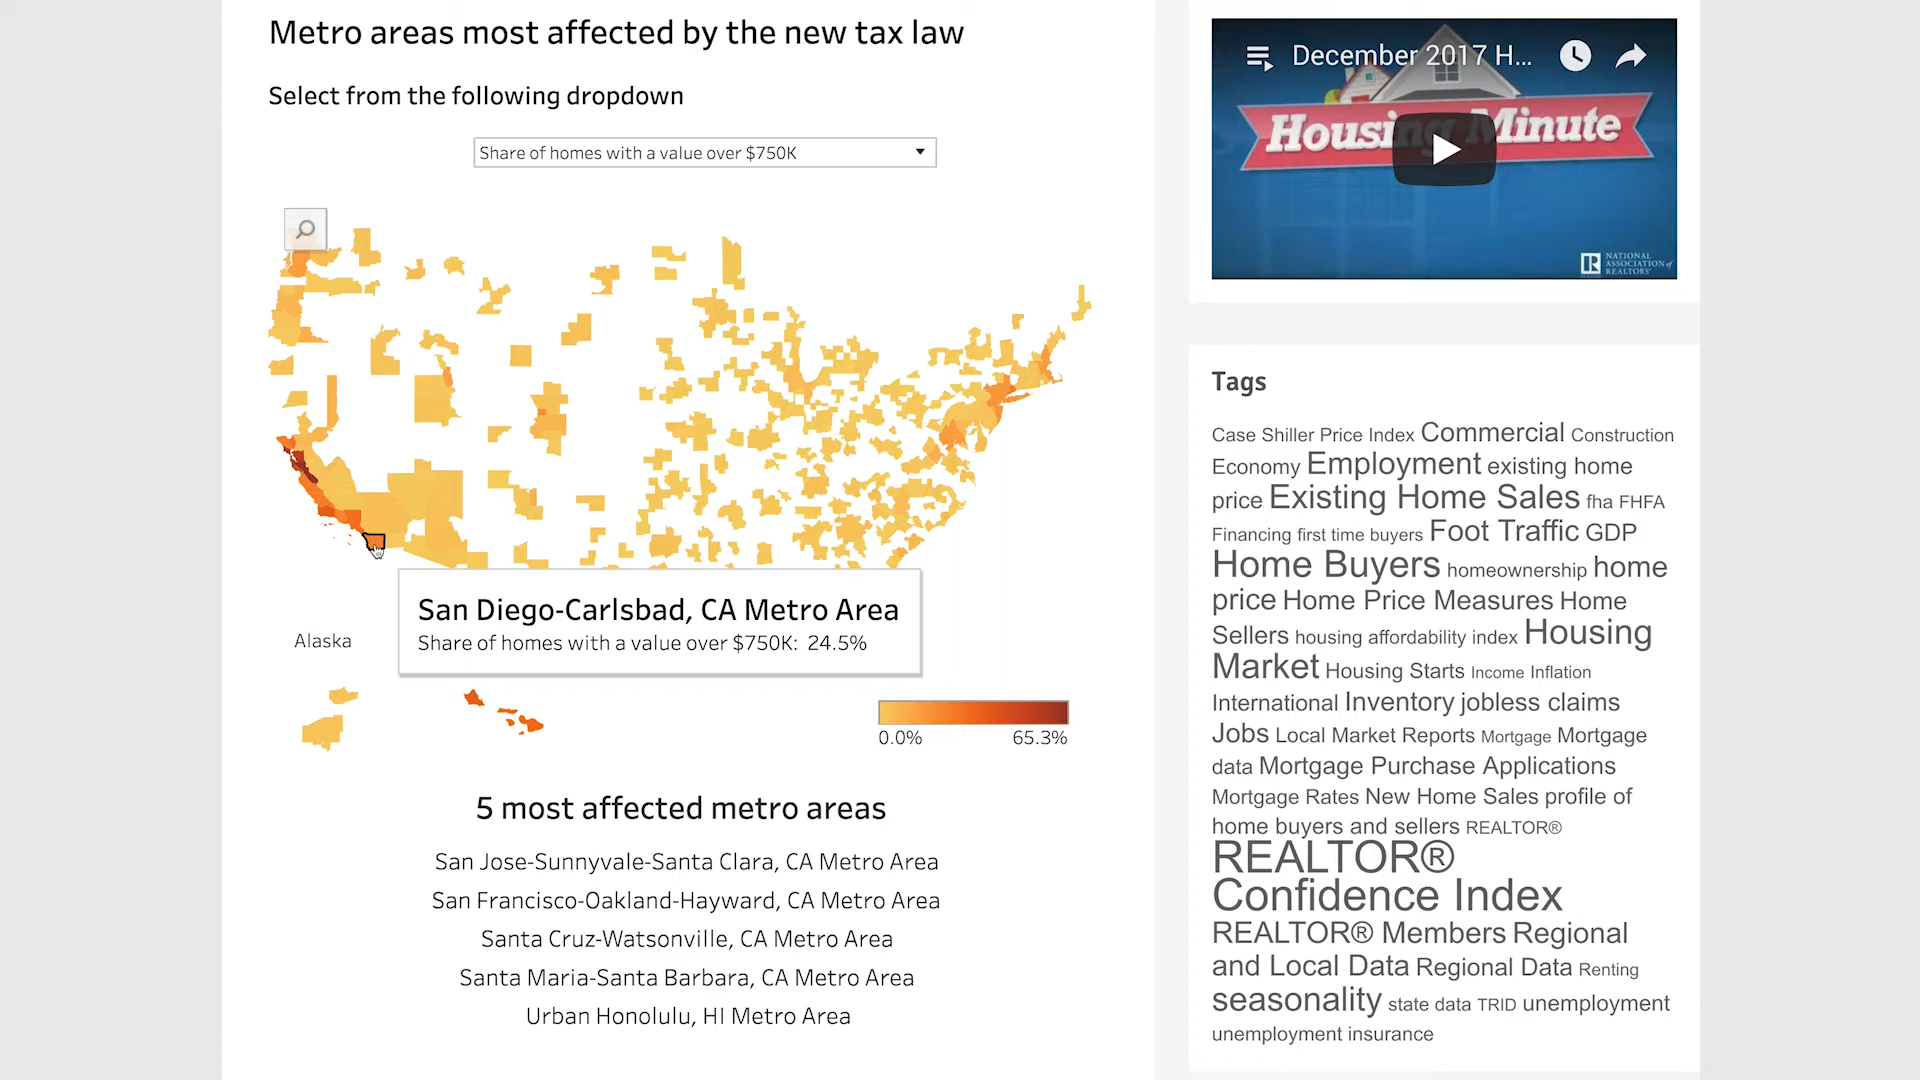 Metro areas most affected by the new tax law
Select from the following dropdown
Share of homes with a value over $750K
San Diego-Carlsbad, CA Metro Area
Share of homes with a value over $750K: 24.5%
Alaska
0.0%
65.3%
5 most affected metro areas
San Jose-Sunnyvale-Santa Clara, CA Metro Area
San Francisco-Oakland-Hayward, CA Metro Area
Santa Cruz-Watsonville, CA Metro Area
Santa Maria-Santa Barbara, CA Metro Area
Urban Honolulu, HI Metro Area
December 2017 H...
Housing Minute
NATIONAL
ASSOCIATION of
REALTORS®
Tags
Case Shiller Price Index Commercial Construction
Economy Employment existing home
price Existing Home Sales fha FHFA
Financing first time buyers Foot Traffic GDP
Home Buyers homeownership home
price Home Price Measures Home
Sellers housing affordability index Housing
Market Housing Starts Income Inflation
International Inventory jobless claims
Jobs Local Market Reports Mortgage Mortgage
data Mortgage Purchase Applications
Mortgage Rates New Home Sales profile of
home buyers and sellers REALTOR®
REALTOR®
Confidence Index
REALTOR® Members Regional
and Local Data Regional Data Renting
seasonality state data TRID unemployment
unemployment insurance